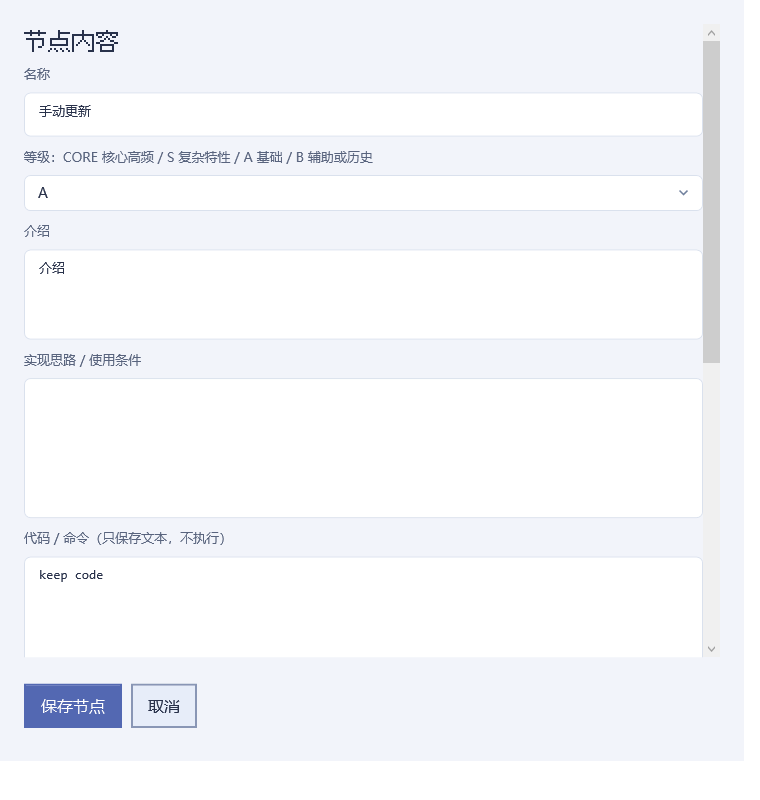 节点内容
名称
手动更新
等级：CORE 核心高频 / S 复杂特性 / A 基础 / B 辅助或历史
A
介绍
介绍
实现思路 / 使用条件
代码 / 命令（只保存文本，不执行）
keep code
保存节点 取消